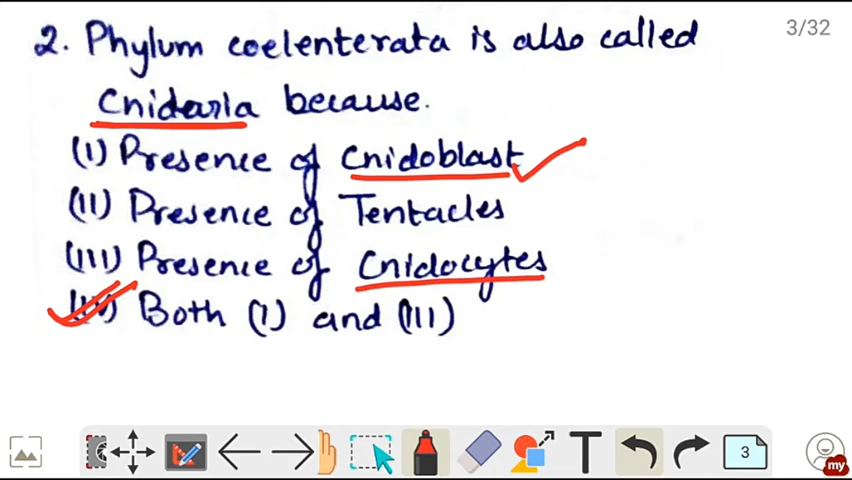 3/32
2. Phylum coelenterata is also called
Cnidaria because.
(I) Presence of Cnidoblast
(II) Presence of Tentacles
(III) Presence of Cnidocytes
(IV) Both (I) and (III)
T
3
my